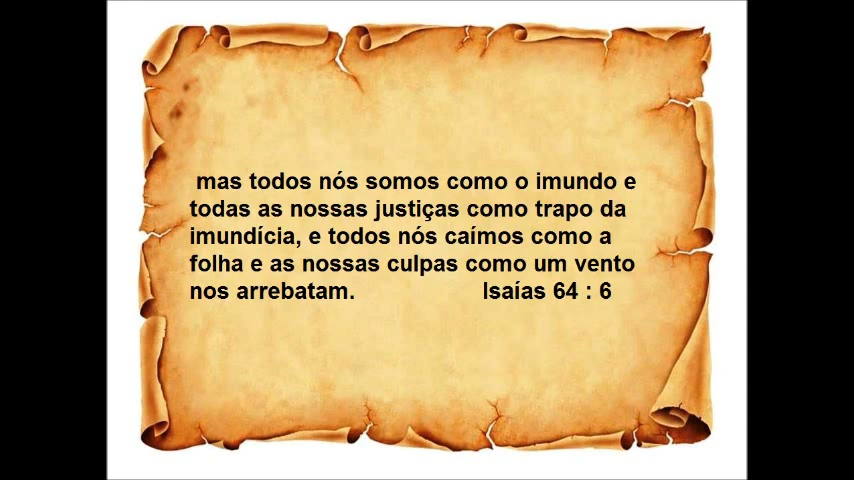 mas todos nós somos como o imundo e
todas as nossas justiças como trapo da
imundícia, e todos nós caímos como a
folha e as nossas culpas como um vento
nos arrebatam. Isaías 64 : 6